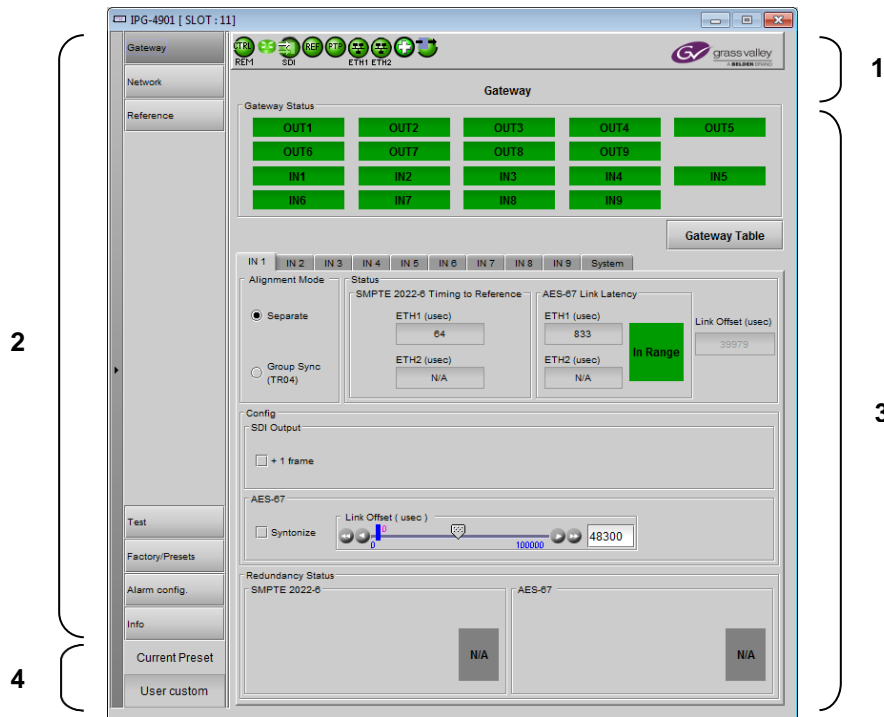 IPG-4901 [ SLOT : 11]
1
2
3
4
Gateway
Network
Reference
Test
Factory/Presets
Alarm config.
Info
Current Preset
User custom
CTRL REF PTP
REM SDI ETH1 ETH2
GV grass valley
A BELDEN BRAND
Gateway
Gateway Status
OUT1 OUT2 OUT3 OUT4 OUT5
OUT6 OUT7 OUT8 OUT9
IN1 IN2 IN3 IN4 IN5
IN6 IN7 IN8 IN9
Gateway Table
IN 1 IN 2 IN 3 IN 4 IN 5 IN 6 IN 7 IN 8 IN 9 System
Alignment Mode
Separate
Group Sync
(TR04)
Status
SMPTE 2022-6 Timing to Reference
ETH1 (usec)
64
ETH2 (usec)
N/A
AES-67 Link Latency
ETH1 (usec)
833
ETH2 (usec)
N/A
In Range
Link Offset (usec)
39979
Config
SDI Output
+ 1 frame
AES-67
Syntonize
Link Offset ( usec )
0
0 100000
48300
Redundancy Status
SMPTE 2022-6
N/A
AES-67
N/A